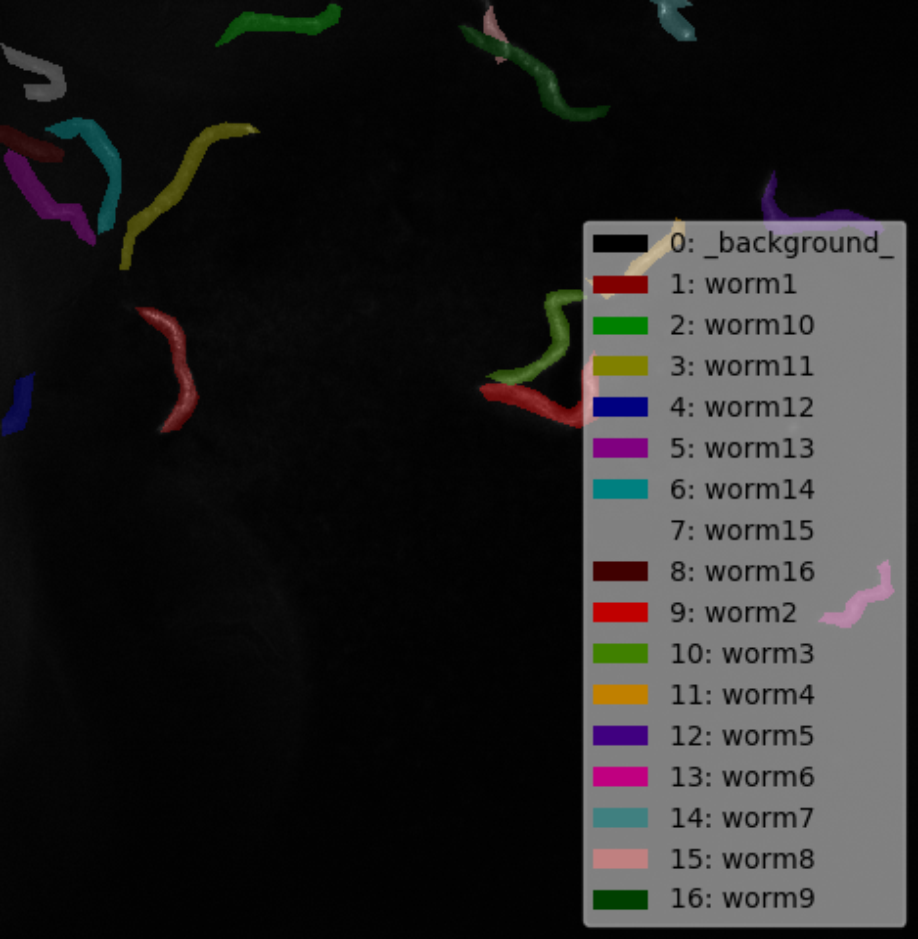 0: _background_
1: worm1
2: worm10
3: worm11
4: worm12
5: worm13
6: worm14
7: worm15
8: worm16
9: worm2
10: worm3
11: worm4
12: worm5
13: worm6
14: worm7
15: worm8
16: worm9